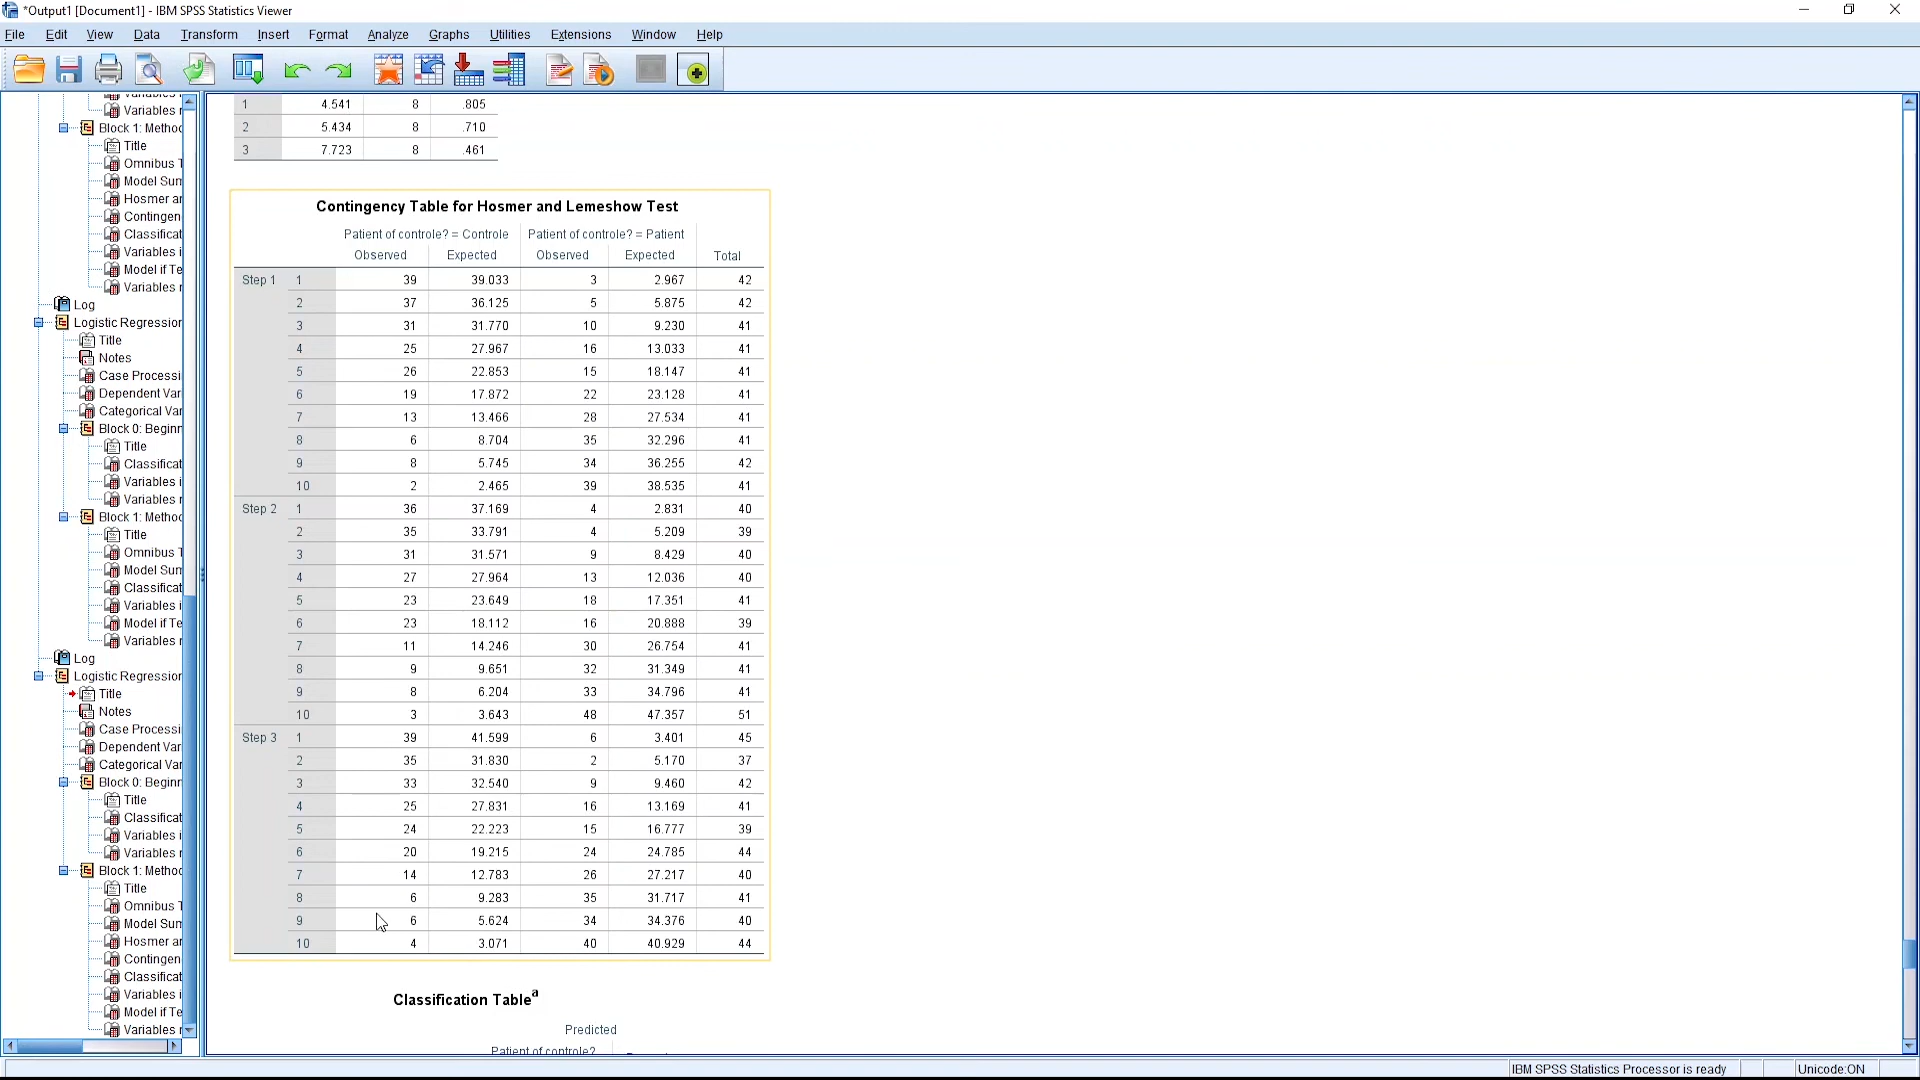 *Output1 [Document1] - IBM SPSS Statistics Viewer
File Edit View Data Transform Insert Format Analyze Graphs Utilities Extensions Window Help
Variables r
Block 1: Method
Title
Omnibus T
Model Sum
Hosmer ar
Contingen
Classificat
Variables i
Model if Te
Variables r
Log
Logistic Regression
Title
Notes
Case Processi
Dependent Var
Categorical Var
Block 0: Beginn
Title
Classificat
Variables i
Variables r
Block 1: Method
Title
Omnibus T
Model Sum
Classificat
Variables i
Model if Te
Variables r
Log
Logistic Regression
Title
Notes
Case Processi
Dependent Var
Categorical Var
Block 0: Beginn
Title
Classificat
Variables i
Variables r
Block 1: Method
Title
Omnibus T
Model Sum
Hosmer ar
Contingen
Classificat
Variables i
Model if Te
Variables r
1 4.541 8 .805
2 5.434 8 .710
3 7.723 8 .461
Contingency Table for Hosmer and Lemeshow Test
Patient of controle? = Controle Patient of controle? = Patient
Observed Expected Observed Expected Total
Step 1 1 39 39.033 3 2.967 42
2 37 36.125 5 5.875 42
3 31 31.770 10 9.230 41
4 25 27.967 16 13.033 41
5 26 22.853 15 18.147 41
6 19 17.872 22 23.128 41
7 13 13.466 28 27.534 41
8 6 8.704 35 32.296 41
9 8 5.745 34 36.255 42
10 2 2.465 39 38.535 41
Step 2 1 36 37.169 4 2.831 40
2 35 33.791 4 5.209 39
3 31 31.571 9 8.429 40
4 27 27.964 13 12.036 40
5 23 23.649 18 17.351 41
6 23 18.112 16 20.888 39
7 11 14.246 30 26.754 41
8 9 9.651 32 31.349 41
9 8 6.204 33 34.796 41
10 3 3.643 48 47.357 51
Step 3 1 39 41.599 6 3.401 45
2 35 31.830 2 5.170 37
3 33 32.540 9 9.460 42
4 25 27.831 16 13.169 41
5 24 22.223 15 16.777 39
6 20 19.215 24 24.785 44
7 14 12.783 26 27.217 40
8 6 9.283 35 31.717 41
9 6 5.624 34 34.376 40
10 4 3.071 40 40.929 44
Classification Table a
Predicted
Patient of controle?
IBM SPSS Statistics Processor is ready Unicode:ON